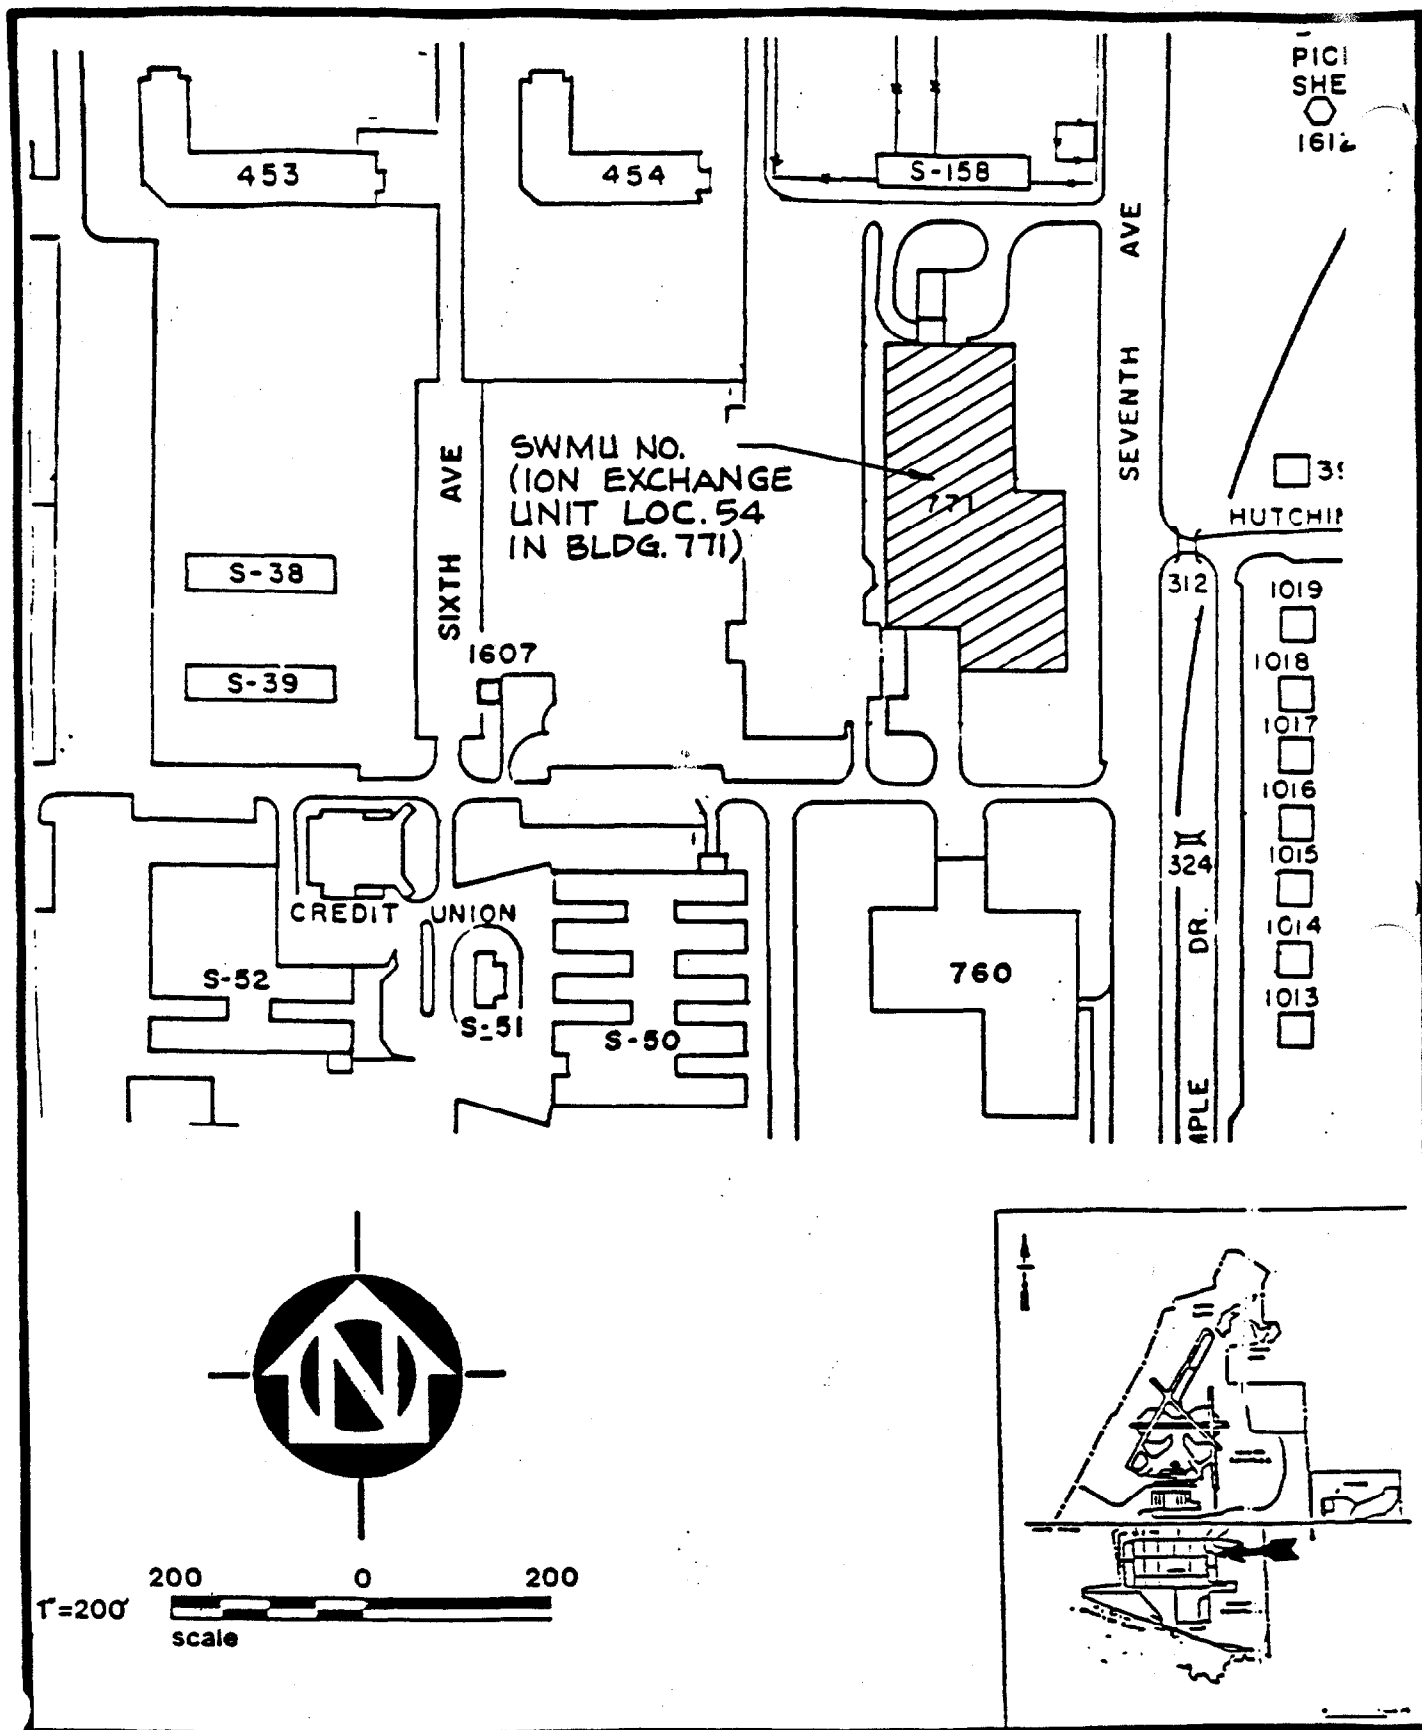 PICI
SHE
161
453
454
S-158
SEVENTH AVE
SWMU NO.
(ION EXCHANGE
UNIT LOC. 54
IN BLDG. 771)
771
SIXTH AVE
39
HUTCHIN
312
S-38
1019
S-39
1607
1018
1017
1016
324
1015
CREDIT UNION
1014
S-52
760
1013
S-51
S-50
APLE DR.
N
200 0 200
1"=200'
scale